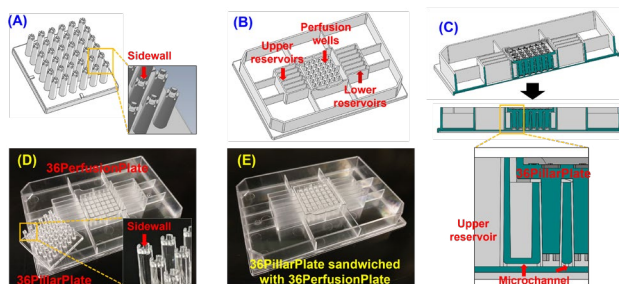 (A)
Sidewall
(B)
Perfusion
wells
Upper
reservoirs
Lower
reservoirs
(C)
36PillarPlate
Upper
reservoir
Microchannel
(D)
36PerfusionPlate
Sidewall
36PillarPlate
(E)
36PillarPlate sandwiched
with 36PerfusionPlate